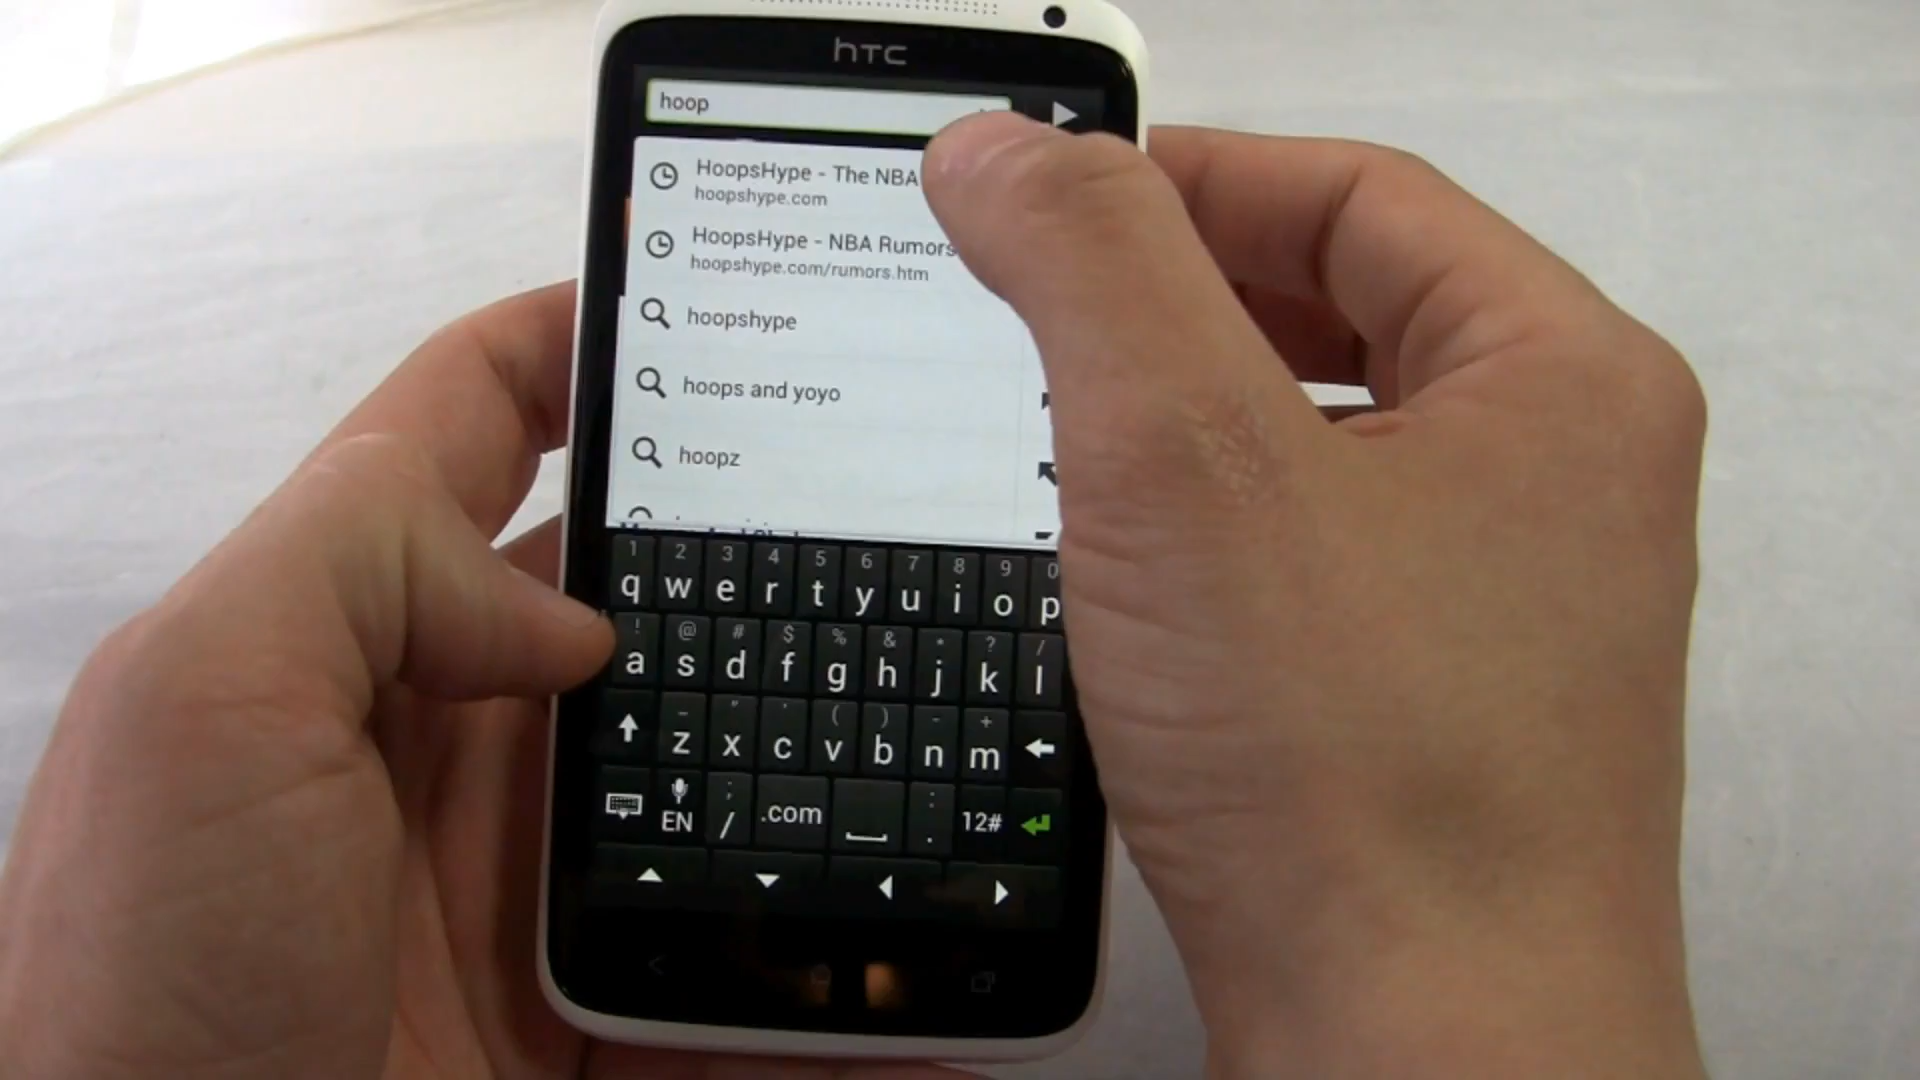 hTC
hoop
HoopsHype - The NBA
hoopshype.com
HoopsHype - NBA Rumors
hoopshype.com/rumors.htm
hoopshype
hoops and yoyo
hoopz
1 2 3 4 5 6 7 8 9 0
q w e r t y u i o p
! @ # $ % & * ? /
a s d f g h j k l
_ " ' ( ) - +
z x c v b n m
; :
EN / .com . 12#